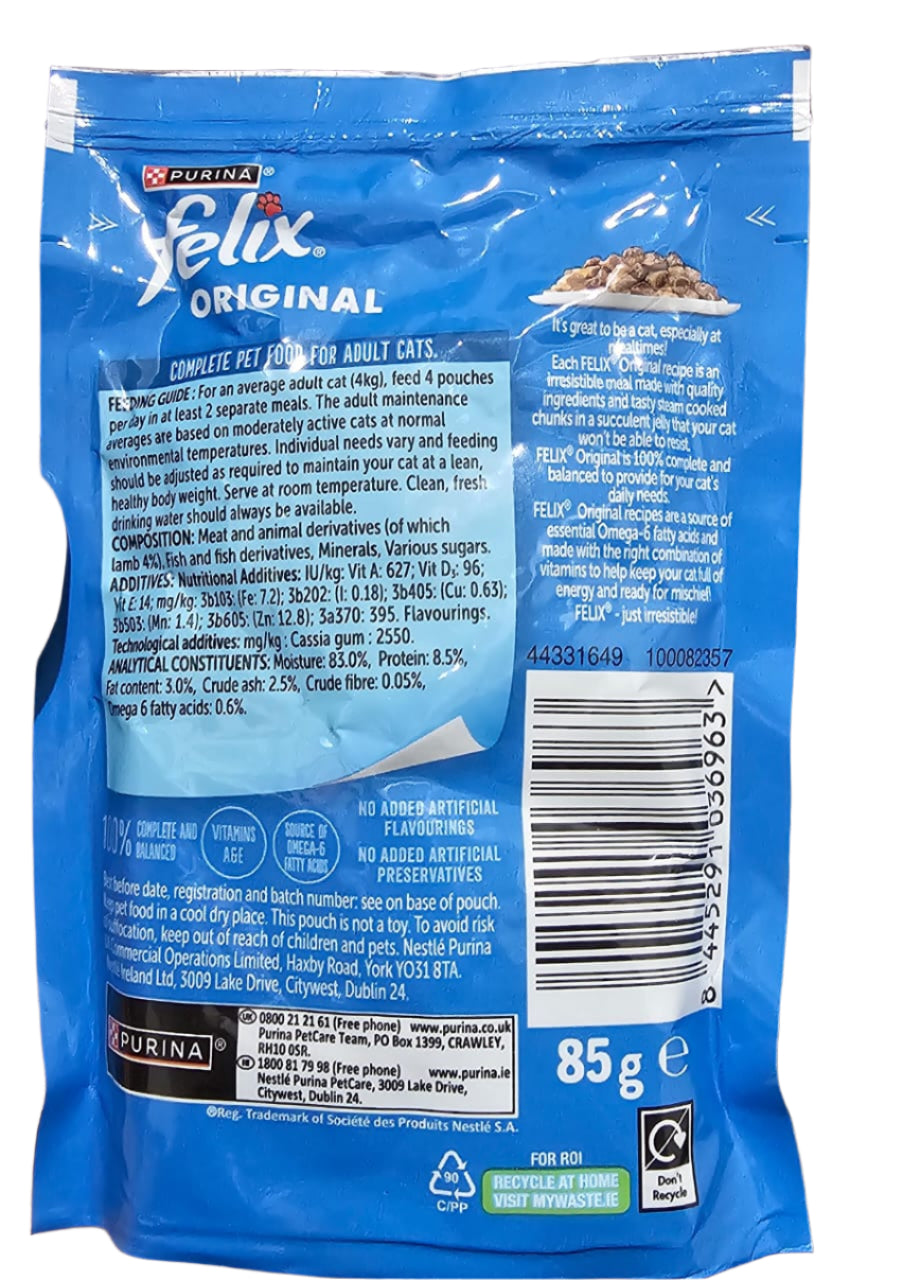 PURINA®
felix®
ORIGINAL
COMPLETE PET FOOD FOR ADULT CATS.
FEEDING GUIDE: For an average adult cat (4kg), feed 4 pouches
per day in at least 2 separate meals. The adult maintenance
averages are based on moderately active cats at normal
environmental temperatures. Individual needs vary and feeding
should be adjusted as required to maintain your cat at a lean,
healthy body weight. Serve at room temperature. Clean, fresh
drinking water should always be available.
COMPOSITION: Meat and animal derivatives (of which
lamb 4%), Fish and fish derivatives, Minerals, Various sugars.
ADDITIVES: Nutritional Additives: IU/kg: Vit A: 627; Vit D₃: 96;
Vit E: 14; mg/kg: 3b103: (Fe: 7.2); 3b202: (I: 0.18); 3b405: (Cu: 0.63);
3b503: (Mn: 1.4); 3b605: (Zn: 12.8); 3a370: 395. Flavourings.
Technological additives: mg/kg: Cassia gum : 2550.
ANALYTICAL CONSTITUENTS: Moisture: 83.0%, Protein: 8.5%,
Fat content: 3.0%, Crude ash: 2.5%, Crude fibre: 0.05%,
Omega 6 fatty acids: 0.6%.
It's great to be a cat, especially at
mealtimes!
Each FELIX® Original recipe is an
irresistible meal made with quality
ingredients and tasty steam cooked
chunks in a succulent jelly that your cat
won't be able to resist.
FELIX® Original is 100% complete and
balanced to provide for your cat's
daily needs.
FELIX® Original recipes are a source of
essential Omega-6 fatty acids and
made with the right combination of
vitamins to help keep your cat full of
energy and ready for mischief!
FELIX® - just irresistible!
44331649 100082357
8 445291 036963 >
100% COMPLETE AND
BALANCED
VITAMINS
A&E
SOURCE OF
OMEGA-6
FATTY ACIDS
NO ADDED ARTIFICIAL
FLAVOURINGS
NO ADDED ARTIFICIAL
PRESERVATIVES
before date, registration and batch number: see on base of pouch.
pet food in a cool dry place. This pouch is not a toy. To avoid risk
suffocation, keep out of reach of children and pets. Nestlé Purina
Commercial Operations Limited, Haxby Road, York YO31 8TA.
Ireland Ltd, 3009 Lake Drive, Citywest, Dublin 24.
PURINA®
UK 0800 21 21 61 (Free phone) www.purina.co.uk
Purina PetCare Team, PO Box 1399, CRAWLEY,
RH10 0SR.
1800 81 79 98 (Free phone) www.purina.ie
Nestlé Purina PetCare, 3009 Lake Drive,
Citywest, Dublin 24.
®Reg. Trademark of Société des Produits Nestlé S.A.
85g e
90
C/PP
FOR ROI
RECYCLE AT HOME
VISIT MYWASTE.IE
Don't
Recycle